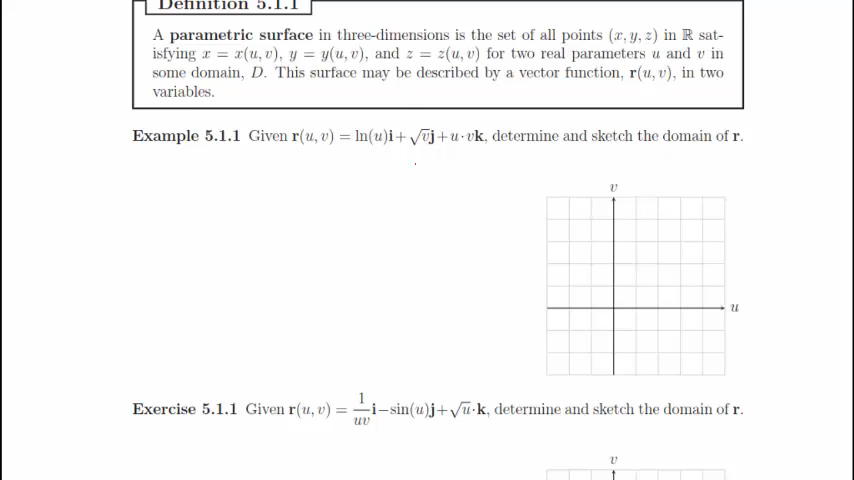 Definition 5.1.1
A parametric surface in three-dimensions is the set of all points (x, y, z) in ℝ sat-
isfying x = x(u, v), y = y(u, v), and z = z(u, v) for two real parameters u and v in
some domain, D. This surface may be described by a vector function, r(u, v), in two
variables.
Example 5.1.1 Given r(u, v) = ln(u)i+√v j+u·vk, determine and sketch the domain of r.
v
u
Exercise 5.1.1 Given r(u, v) = 1/uv i−sin(u)j+√u·k, determine and sketch the domain of r.
v